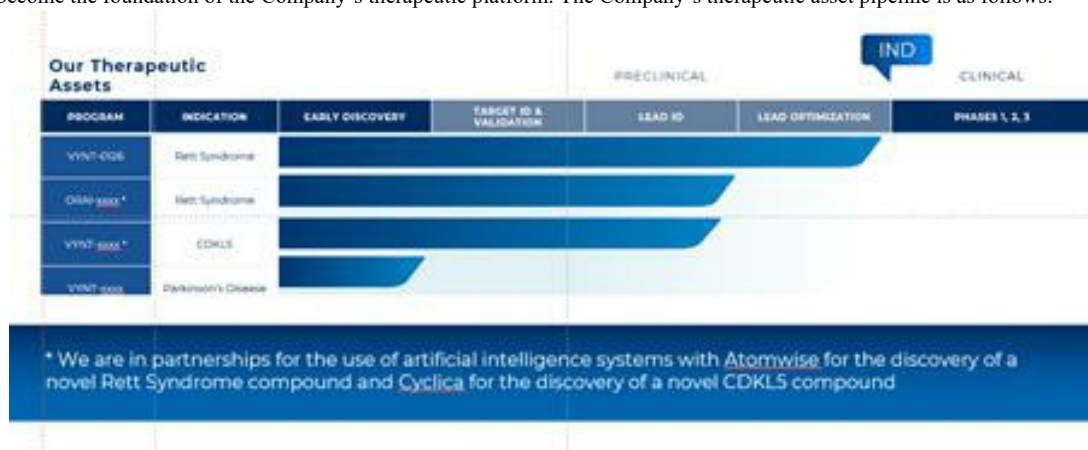 become the foundation of the Company's therapeutic platform. The Company's therapeutic asset pipeline is as follows:
IND
Our Therapeutic
Assets
PRECLINICAL
CLINICAL
PROGRAM INDICATION EARLY DISCOVERY TARGET ID & VALIDATION LEAD ID LEAD OPTIMIZATION PHASES 1, 2, 3
VYNT-0126 Rett Syndrome
Rett Syndrome
VYNT-xxxx * CDKL5
VYNT-xxxx Parkinson's Disease
* We are in partnerships for the use of artificial intelligence systems with Atomwise for the discovery of a
novel Rett Syndrome compound and Cyclica for the discovery of a novel CDKL5 compound